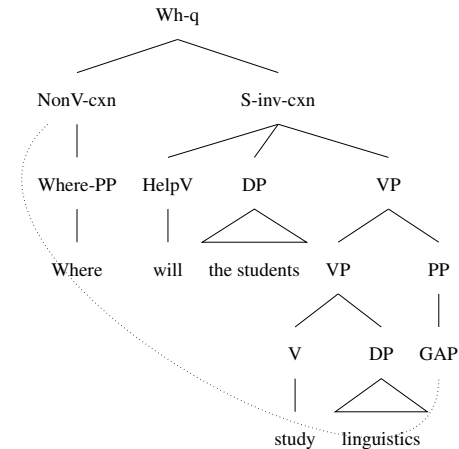 Wh-q
NonV-cxn S-inv-cxn
Where-PP HelpV DP VP
Where will the students VP PP
V DP GAP
study linguistics